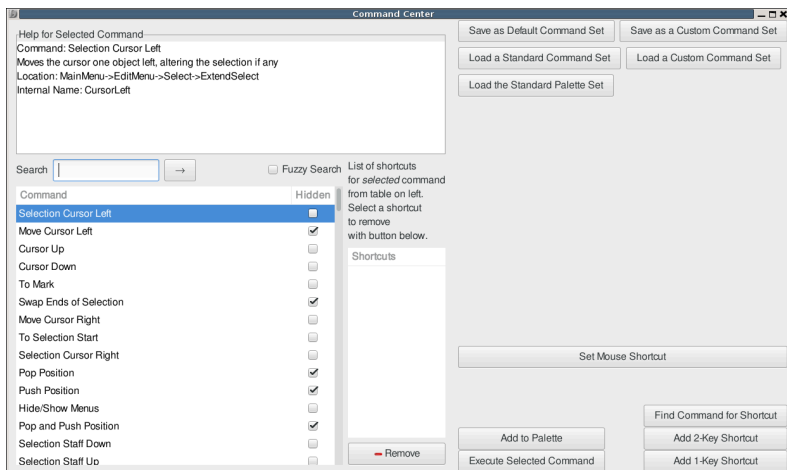 Command Center
Help for Selected Command
Command: Selection Cursor Left
Moves the cursor one object left, altering the selection if any
Location: MainMenu->EditMenu->Select->ExtendSelect
Internal Name: CursorLeft
Search
→
Fuzzy Search
Command
Hidden
Selection Cursor Left
Move Cursor Left
Cursor Up
Cursor Down
To Mark
Swap Ends of Selection
Move Cursor Right
To Selection Start
Selection Cursor Right
Pop Position
Push Position
Hide/Show Menus
Pop and Push Position
Selection Staff Down
Selection Staff Up
List of shortcuts
for selected command
from table on left.
Select a shortcut
to remove
with button below.
Shortcuts
Remove
Save as Default Command Set
Save as a Custom Command Set
Load a Standard Command Set
Load a Custom Command Set
Load the Standard Palette Set
Set Mouse Shortcut
Find Command for Shortcut
Add to Palette
Add 2-Key Shortcut
Execute Selected Command
Add 1-Key Shortcut